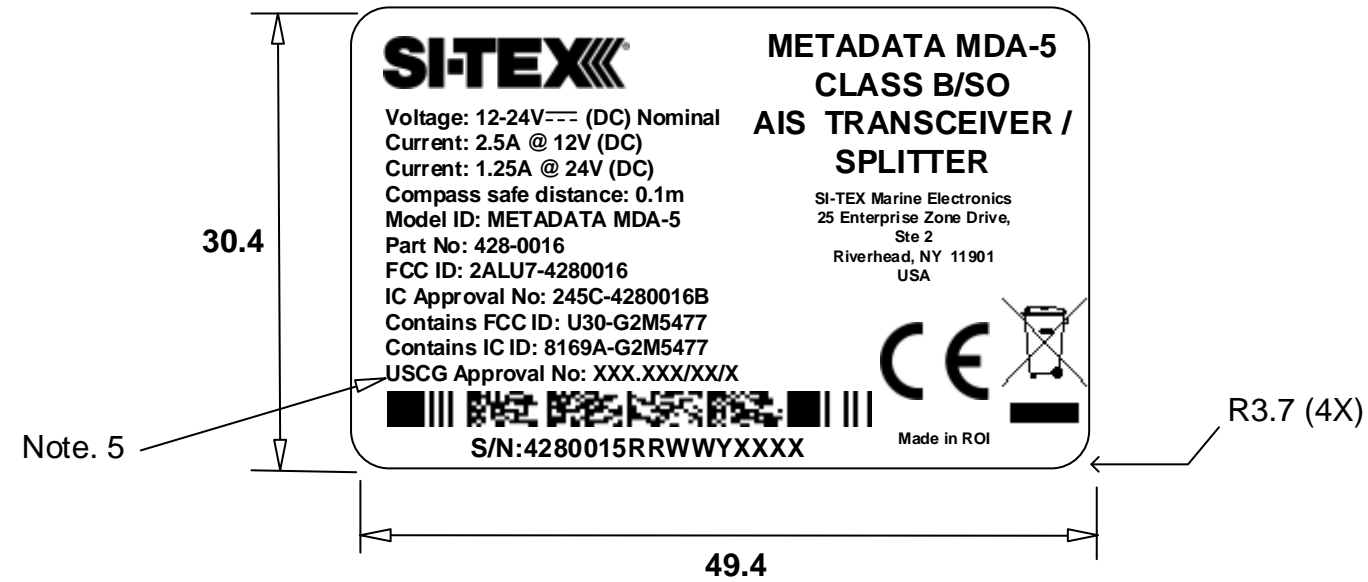 SI-TEX
METADATA MDA-5
CLASS B/SO
AIS TRANSCEIVER /
SPLITTER
Voltage: 12-24V⎓ (DC) Nominal
Current: 2.5A @ 12V (DC)
Current: 1.25A @ 24V (DC)
Compass safe distance: 0.1m
Model ID: METADATA MDA-5
Part No: 428-0016
FCC ID: 2ALU7-4280016
IC Approval No: 245C-4280016B
Contains FCC ID: U30-G2M5477
Contains IC ID: 8169A-G2M5477
USCG Approval No: XXX.XXX/XX/X
S/N:4280015RRWWYXXXX
SI-TEX Marine Electronics
25 Enterprise Zone Drive,
Ste 2
Riverhead, NY 11901
USA
CE
Made in ROI
30.4
Note. 5
R3.7 (4X)
49.4